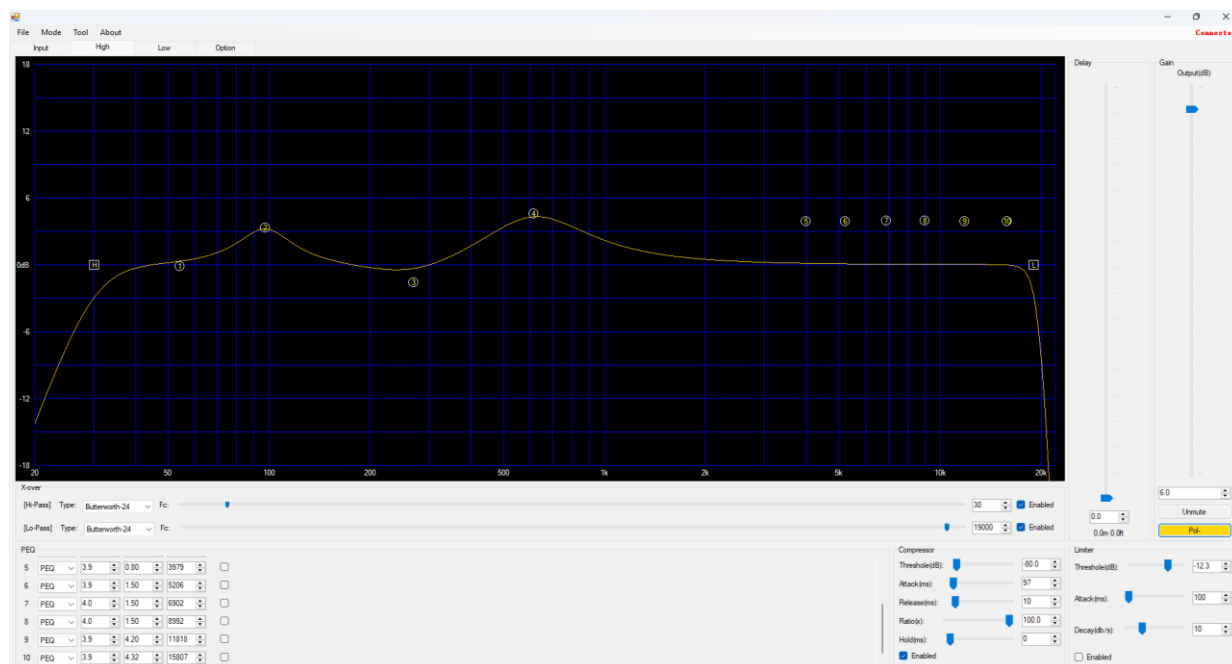 File Mode Tool About
Connecte
Input High Low Option
Delay
Gain
Output(dB)
18
12
6
0dB
-6
-12
-18
H 1 2 3 4 5 6 7 8 9 10 L
20 50 100 200 500 1k 2k 5k 10k 20k
6.0
Unmute
0.0
Pol-
0.0m 0.0ft
X-over
[Hi-Pass] Type: Butterworth-24 Fc: 30 Enabled
[Lo-Pass] Type: Butterworth-24 Fc: 19000 Enabled
PEQ
5 PEQ 3.9 0.80 3979
6 PEQ 3.9 1.50 5206
7 PEQ 4.0 1.50 6902
8 PEQ 4.0 1.50 8992
9 PEQ 3.9 4.20 11818
10 PEQ 3.9 4.32 15807
Compressor
Threshold(dB): -80.0
Attack(ms): 97
Release(ms): 10
Ratio(x): 100.0
Hold(ms): 0
Enabled
Limiter
Threshold(dB): -12.3
Attack(ms): 100
Decay(db/s): 10
Enabled